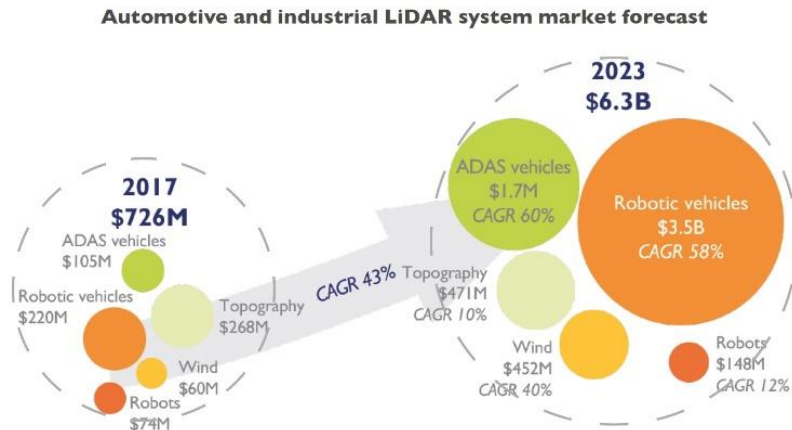 Automotive and industrial LiDAR system market forecast
2017
$726M
ADAS vehicles
$105M
Robotic vehicles
$220M
Topography
$268M
Wind
$60M
Robots
$74M
CAGR 43%
2023
$6.3B
ADAS vehicles
$1.7M
CAGR 60%
Robotic vehicles
$3.5B
CAGR 58%
Topography
$471M
CAGR 10%
Wind
$452M
CAGR 40%
Robots
$148M
CAGR 12%